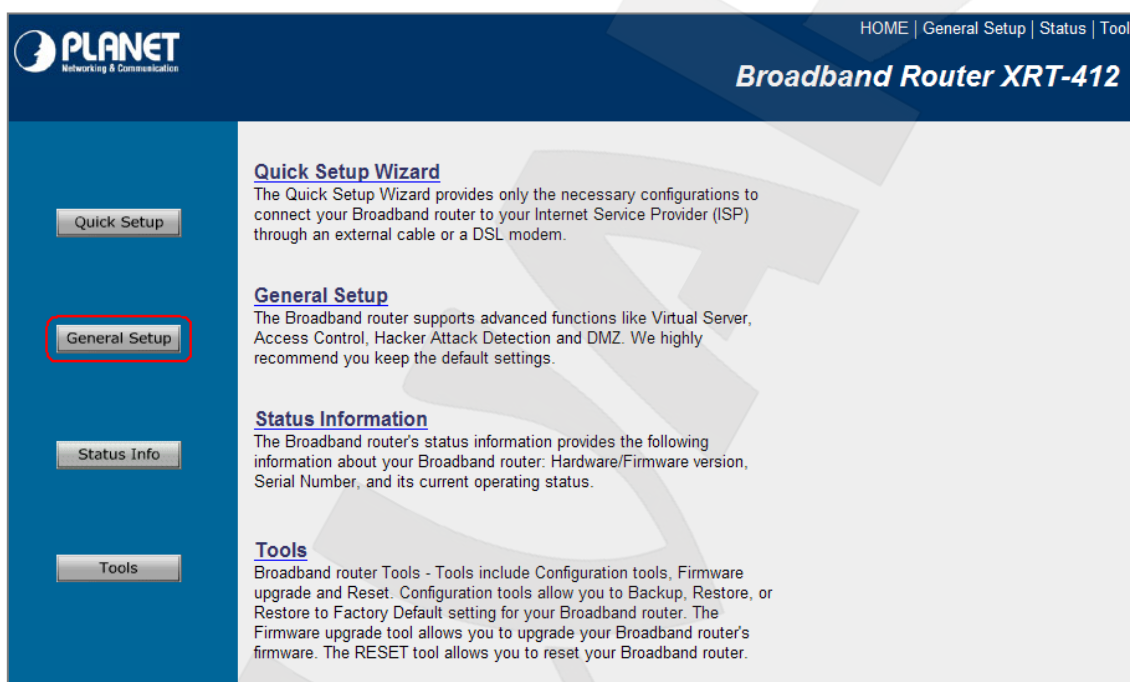 PLANET
Networking & Communication
HOME | General Setup | Status | Tool
Broadband Router XRT-412
Quick Setup
General Setup
Status Info
Tools
Quick Setup Wizard
The Quick Setup Wizard provides only the necessary configurations to
connect your Broadband router to your Internet Service Provider (ISP)
through an external cable or a DSL modem.
General Setup
The Broadband router supports advanced functions like Virtual Server,
Access Control, Hacker Attack Detection and DMZ. We highly
recommend you keep the default settings.
Status Information
The Broadband router's status information provides the following
information about your Broadband router: Hardware/Firmware version,
Serial Number, and its current operating status.
Tools
Broadband router Tools - Tools include Configuration tools, Firmware
upgrade and Reset. Configuration tools allow you to Backup, Restore, or
Restore to Factory Default setting for your Broadband router. The
Firmware upgrade tool allows you to upgrade your Broadband router's
firmware. The RESET tool allows you to reset your Broadband router.